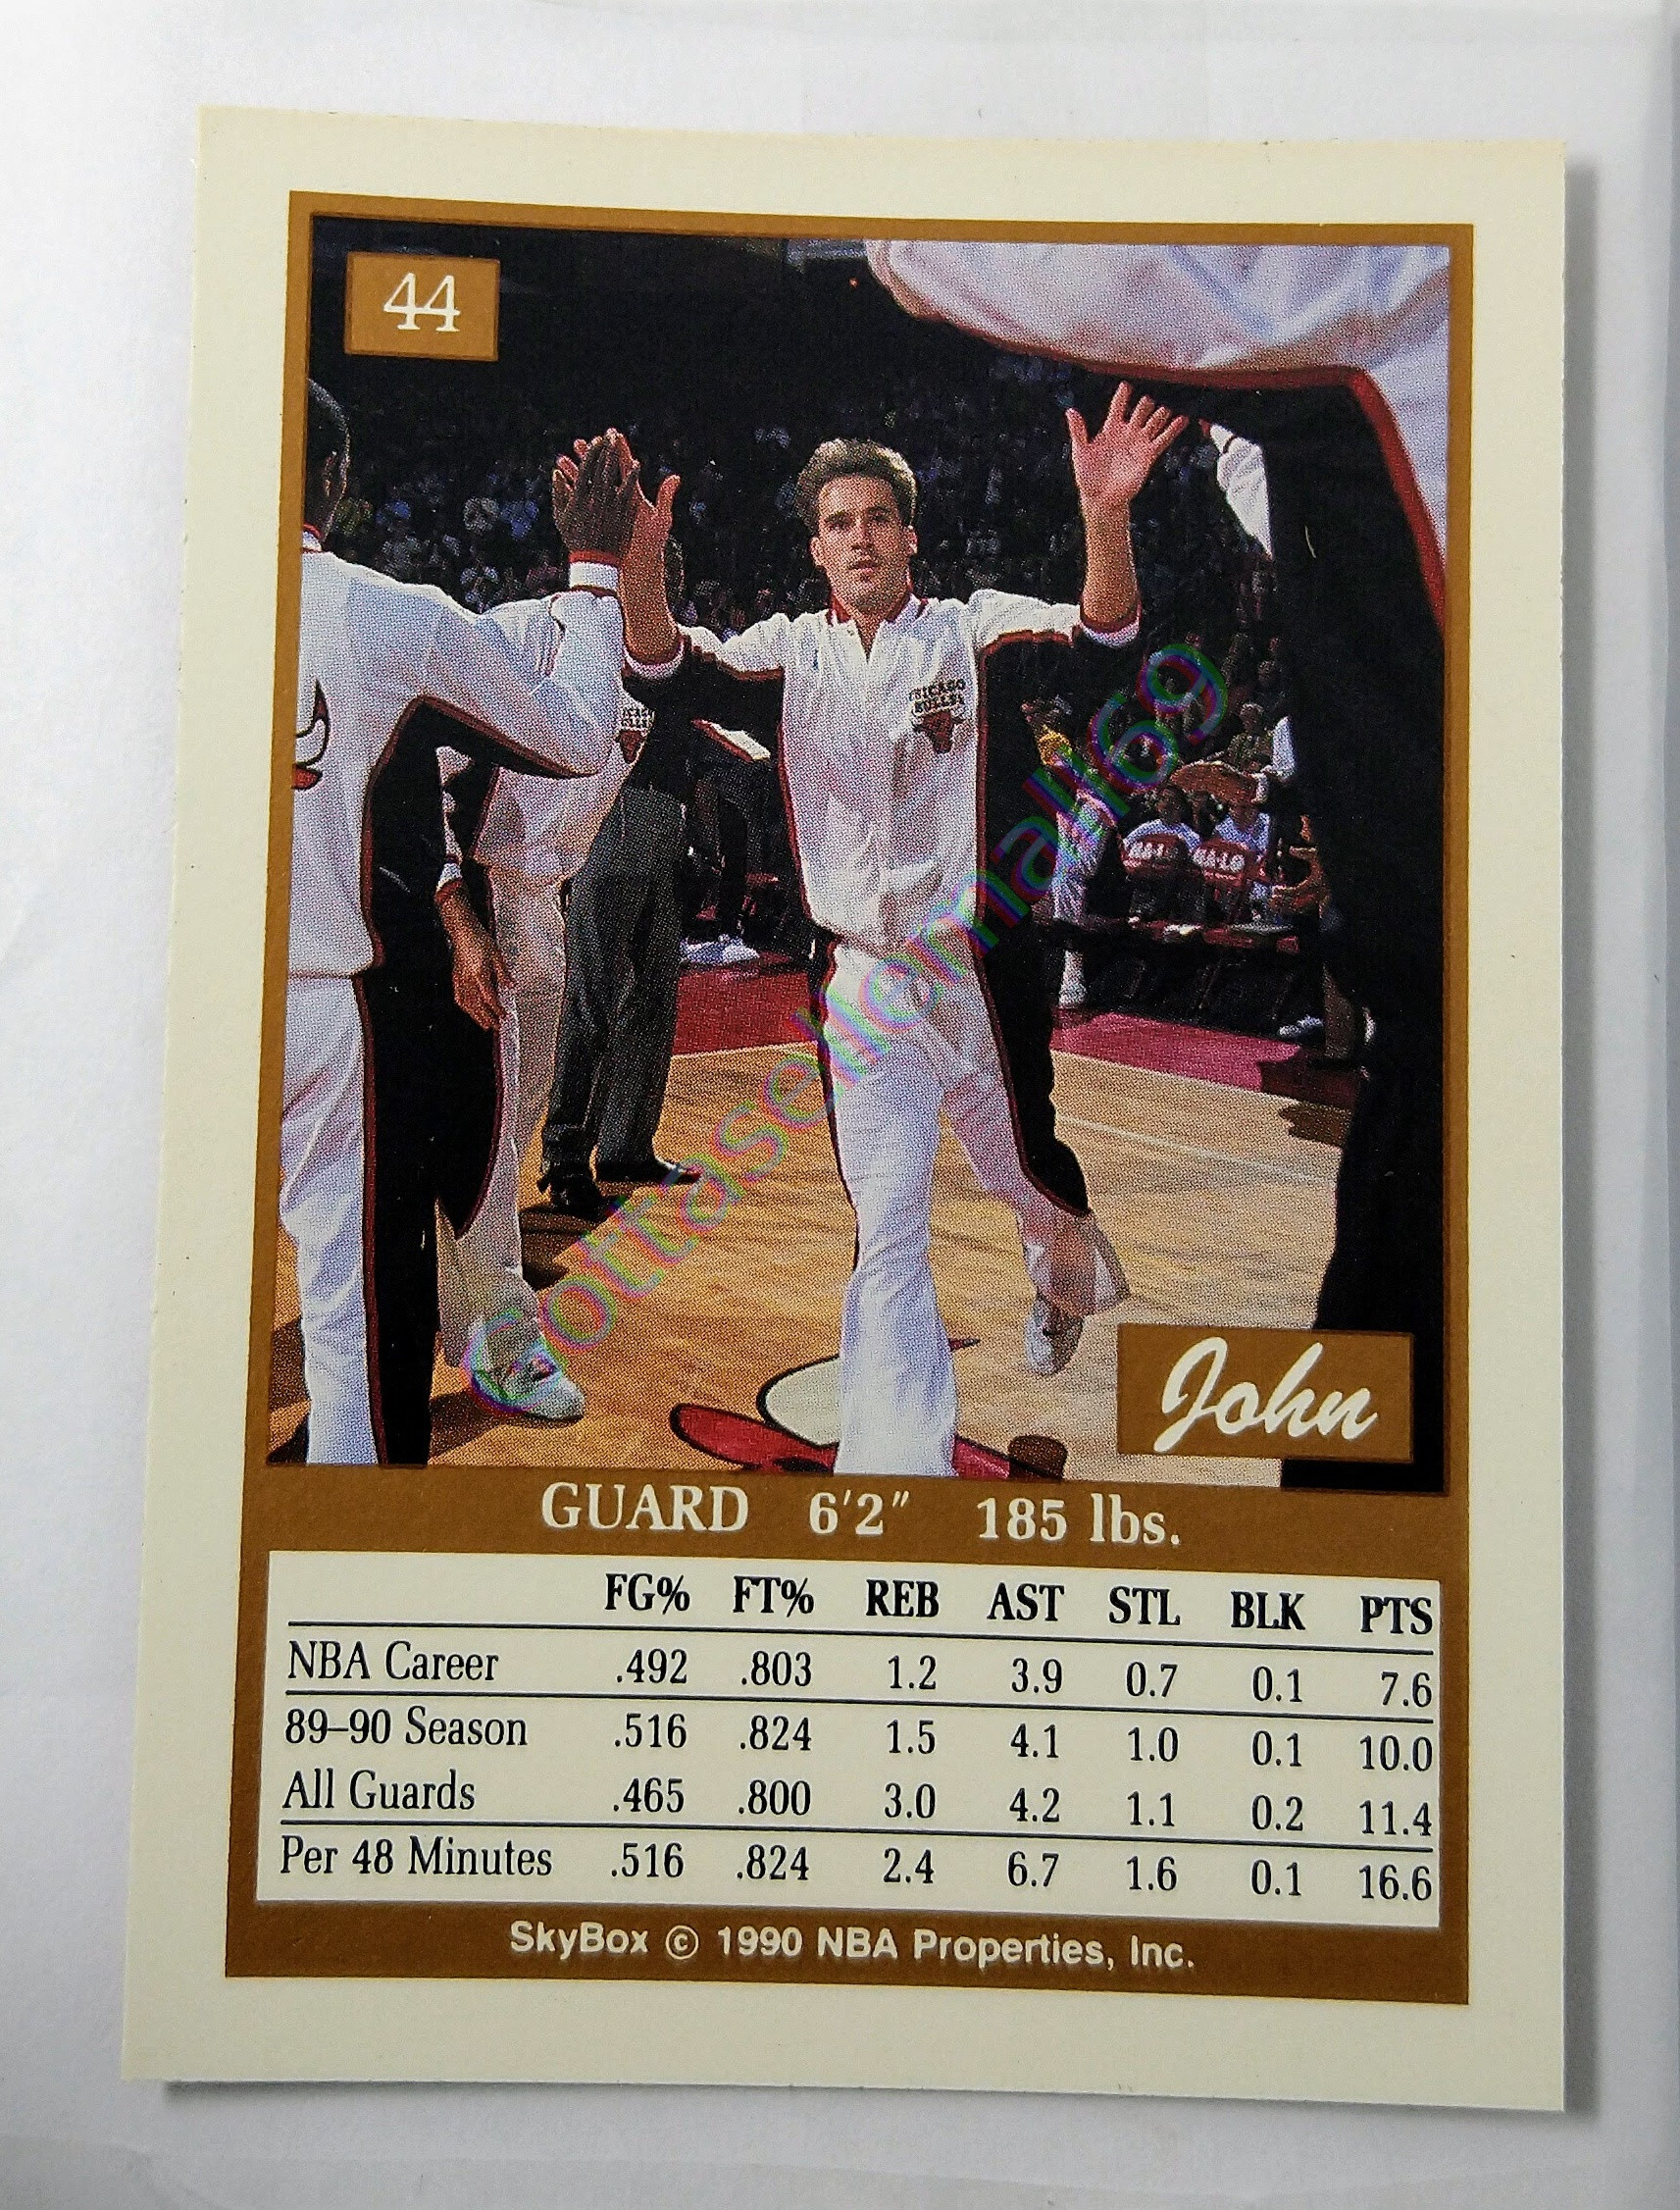 44
CHICAGO
BULLS
Gottasellemall69
John
GUARD 6'2" 185 lbs.
FG% FT% REB AST STL BLK PTS
NBA Career .492 .803 1.2 3.9 0.7 0.1 7.6
89–90 Season .516 .824 1.5 4.1 1.0 0.1 10.0
All Guards .465 .800 3.0 4.2 1.1 0.2 11.4
Per 48 Minutes .516 .824 2.4 6.7 1.6 0.1 16.6
SkyBox © 1990 NBA Properties, Inc.